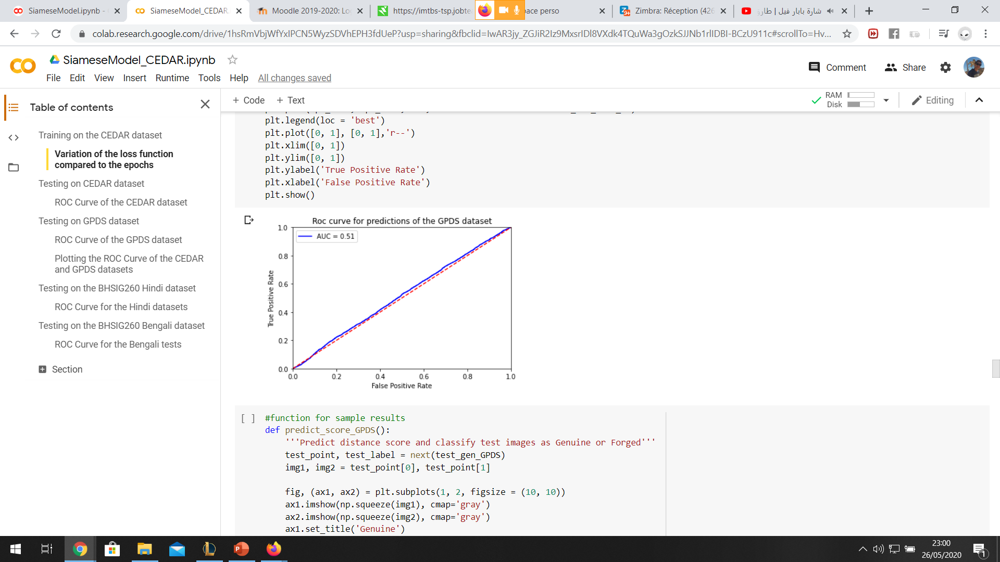 SiameseModel.ipynb -
SiameseModel_CEDAR.
Moodle 2019-2020: Lo
https://imtbs-tsp.jobte
ace perso
Zimbra: Réception (426
شارة بابار فيل | طارق
colab.research.google.com/drive/1hsRmVbjWfYxIPCN5WyzSDVhEPH3fdUeP?usp=sharing&fbclid=IwAR3jy_ZGJiR2Iz9MxsrIDl8VXdk4TQuWa3gOzkSJJNb1rlIDBI-BCzU911c#scrollTo=Hv...
SiameseModel_CEDAR.ipynb
Comment
Share
File Edit View Insert Runtime Tools Help All changes saved
Table of contents
+ Code + Text
RAM
Disk
Editing
Training on the CEDAR dataset
Variation of the loss function
compared to the epochs
Testing on CEDAR dataset
ROC Curve of the CEDAR dataset
Testing on GPDS dataset
ROC Curve of the GPDS dataset
Plotting the ROC Curve of the CEDAR
and GPDS datasets
Testing on the BHSIG260 Hindi dataset
ROC Curve for the Hindi datasets
Testing on the BHSIG260 Bengali dataset
ROC Curve for the Bengali tests
Section
plt.legend(loc = 'best')
plt.plot([0, 1], [0, 1],'r--')
plt.xlim([0, 1])
plt.ylim([0, 1])
plt.ylabel('True Positive Rate')
plt.xlabel('False Positive Rate')
plt.show()
Roc curve for predictions of the GPDS dataset
AUC = 0.51
1.0
0.8
0.6
0.4
0.2
0.0
True Positive Rate
0.0 0.2 0.4 0.6 0.8 1.0
False Positive Rate
[ ] #function for sample results
def predict_score_GPDS():
'''Predict distance score and classify test images as Genuine or Forged'''
test_point, test_label = next(test_gen_GPDS)
img1, img2 = test_point[0], test_point[1]
fig, (ax1, ax2) = plt.subplots(1, 2, figsize = (10, 10))
ax1.imshow(np.squeeze(img1), cmap='gray')
ax2.imshow(np.squeeze(img2), cmap='gray')
ax1.set_title('Genuine')
23:00
26/05/2020
1